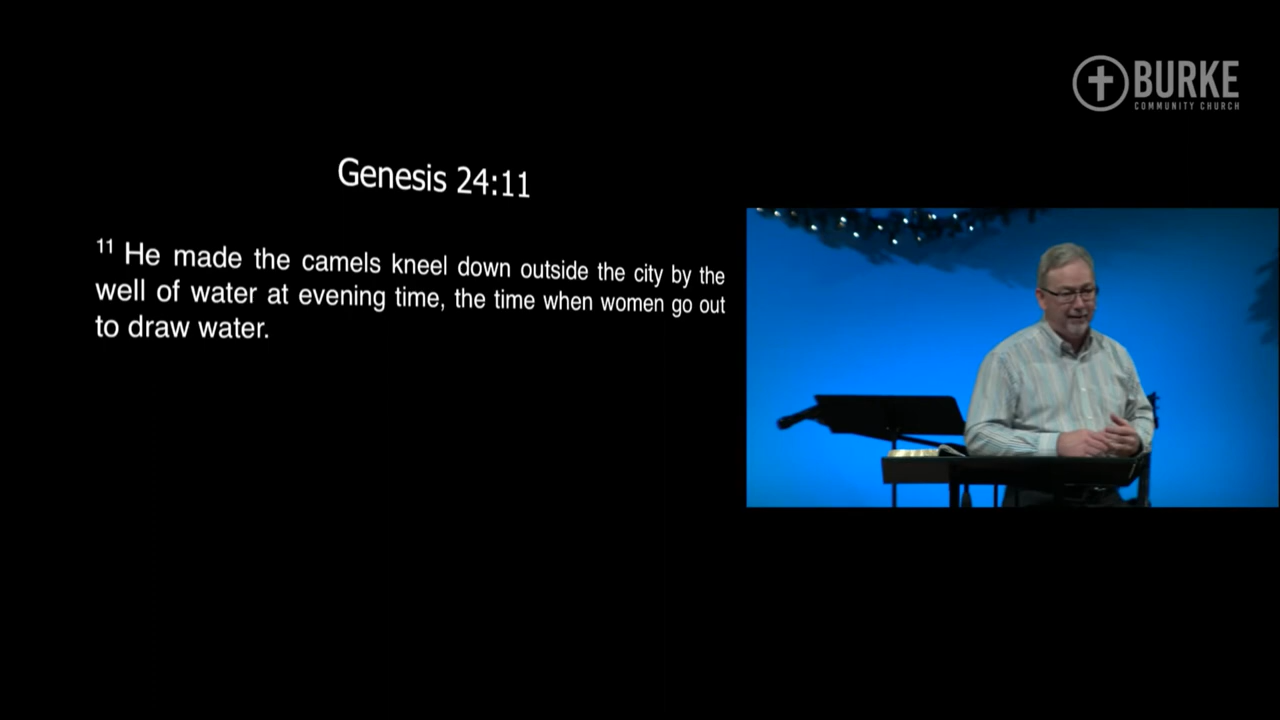 BURKE
COMMUNITY CHURCH
Genesis 24:11
11 He made the camels kneel down outside the city by the
well of water at evening time, the time when women go out
to draw water.